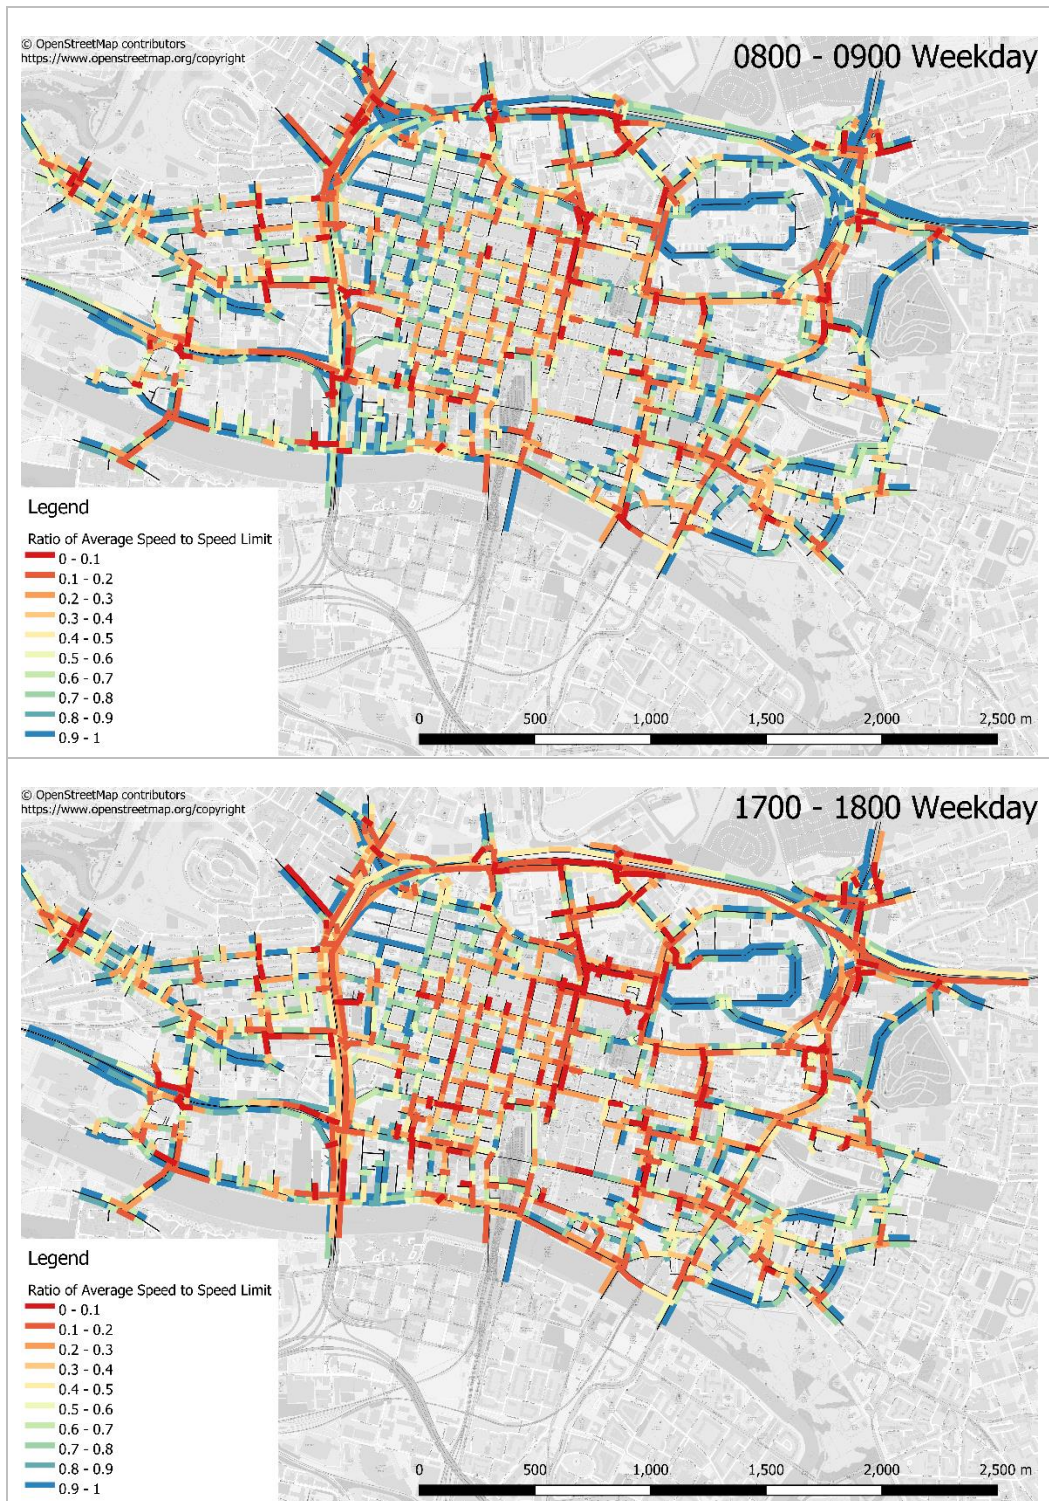 © OpenStreetMap contributors
https://www.openstreetmap.org/copyright
0800 - 0900 Weekday
Legend
Ratio of Average Speed to Speed Limit
0 - 0.1
0.1 - 0.2
0.2 - 0.3
0.3 - 0.4
0.4 - 0.5
0.5 - 0.6
0.6 - 0.7
0.7 - 0.8
0.8 - 0.9
0.9 - 1
0 500 1,000 1,500 2,000 2,500 m
© OpenStreetMap contributors
https://www.openstreetmap.org/copyright
1700 - 1800 Weekday
Legend
Ratio of Average Speed to Speed Limit
0 - 0.1
0.1 - 0.2
0.2 - 0.3
0.3 - 0.4
0.4 - 0.5
0.5 - 0.6
0.6 - 0.7
0.7 - 0.8
0.8 - 0.9
0.9 - 1
0 500 1,000 1,500 2,000 2,500 m